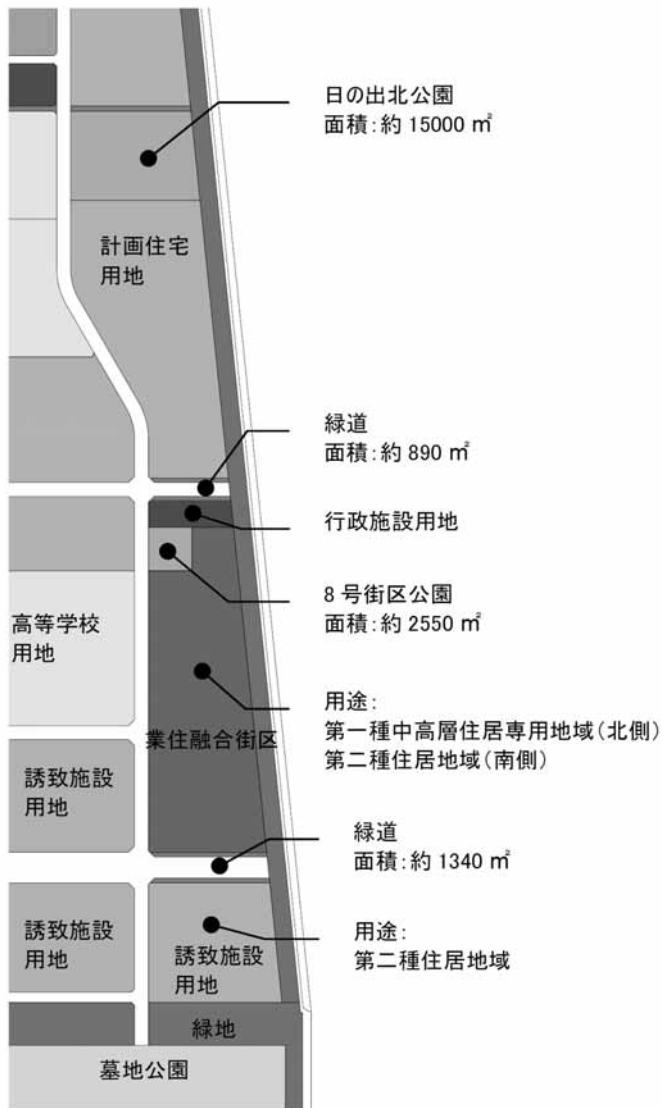 日の出北公園
面積：約 15000 ㎡
計画住宅
用地
緑道
面積：約 890 ㎡
行政施設用地
8 号街区公園
面積：約 2550 ㎡
高等学校
用地
用途：
第一種中高層住居専用地域（北側）
第二種住居地域（南側）
業住融合街区
誘致施設
用地
緑道
面積：約 1340 ㎡
用途：
第二種住居地域
誘致施設
用地
誘致施設
用地
緑地
墓地公園